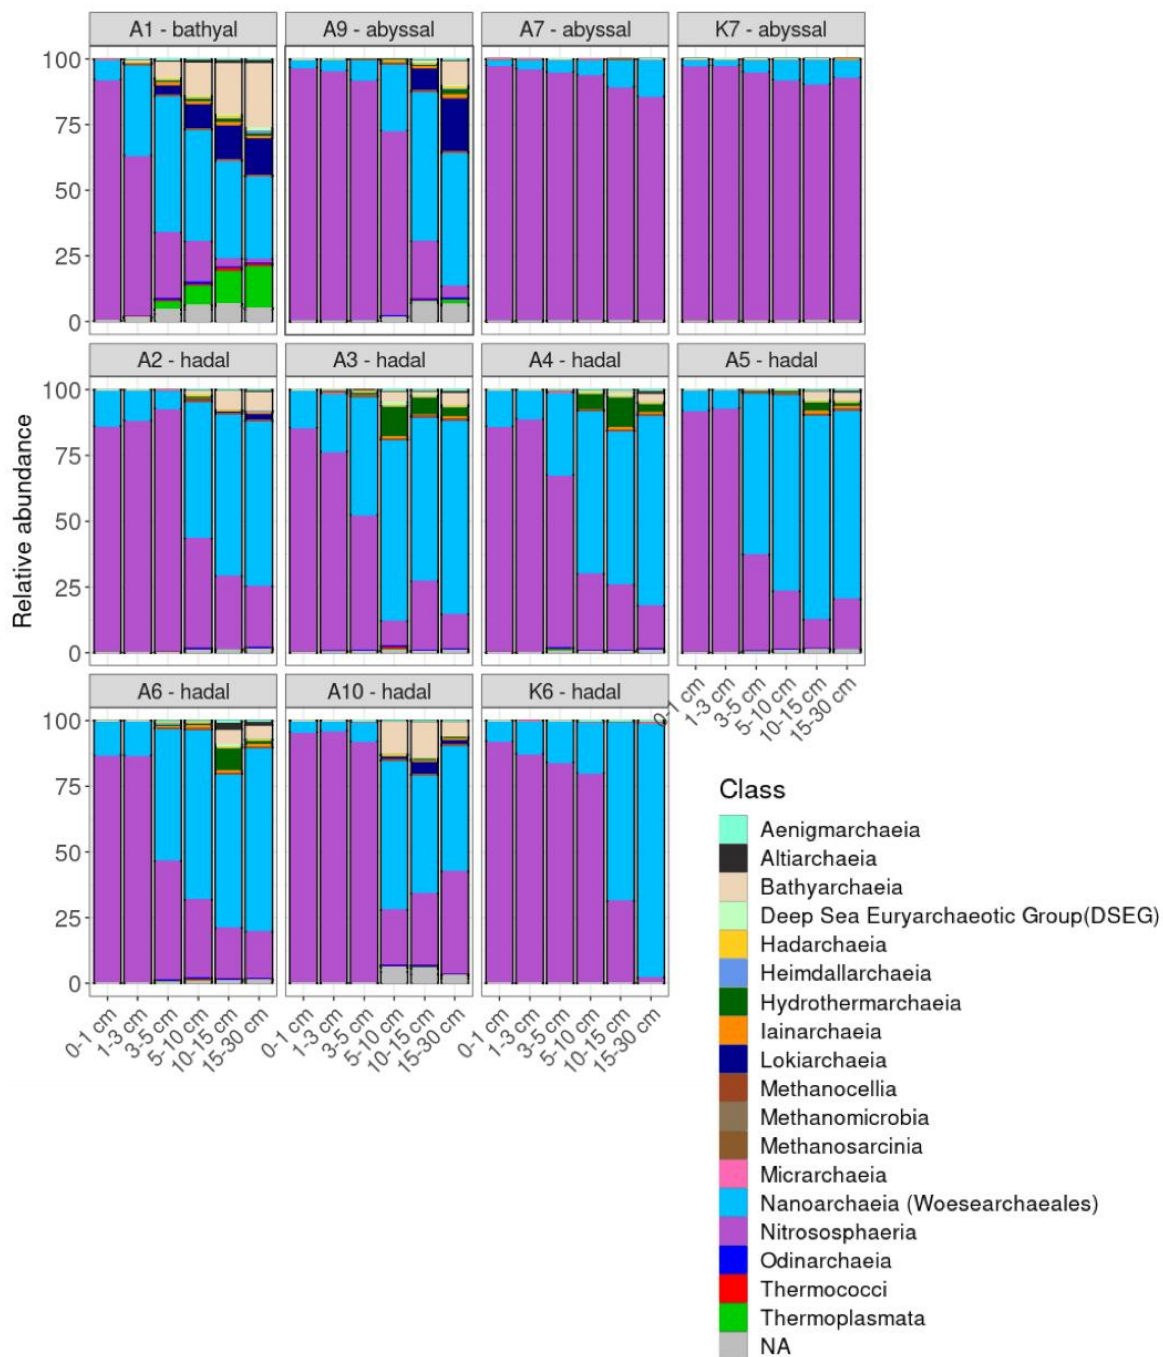 A1 - bathyal
A9 - abyssal
A7 - abyssal
K7 - abyssal
100
75
50
25
0
A2 - hadal
A3 - hadal
A4 - hadal
A5 - hadal
100
75
50
25
0
Relative abundance
0-1 cm
1-3 cm
3-5 cm
5-10 cm
10-15 cm
15-30 cm
A6 - hadal
A10 - hadal
K6 - hadal
100
75
50
25
0
0-1 cm
1-3 cm
3-5 cm
5-10 cm
10-15 cm
15-30 cm
0-1 cm
1-3 cm
3-5 cm
5-10 cm
10-15 cm
15-30 cm
0-1 cm
1-3 cm
3-5 cm
5-10 cm
10-15 cm
15-30 cm
Class
Aenigmarchaeia
Altiarchaeia
Bathyarchaeia
Deep Sea Euryarchaeotic Group(DSEG)
Hadarchaeia
Heimdallarchaeia
Hydrothermarchaeia
Iainarchaeia
Lokiarchaeia
Methanocellia
Methanomicrobia
Methanosarcinia
Micrarchaeia
Nanoarchaeia (Woesearchaeales)
Nitrososphaeria
Odinarchaeia
Thermococci
Thermoplasmata
NA